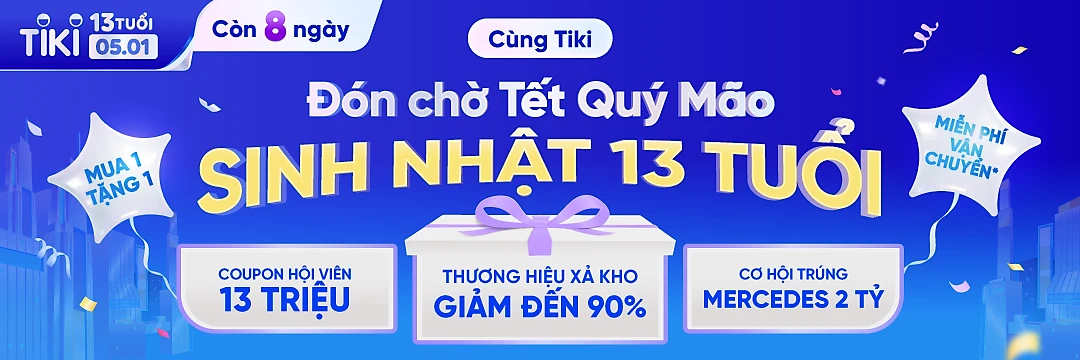 TIKI
13 TUỔI
05.01
Còn 8 ngày
Cùng Tiki
Đón chờ Tết Quý Mão
SINH NHẬT 13 TUỔI
MUA 1
TẶNG 1
MIỄN PHÍ
VẬN
CHUYỂN*
COUPON HỘI VIÊN
13 TRIỆU
THƯƠNG HIỆU XẢ KHO
GIẢM ĐẾN 90%
CƠ HỘI TRÚNG
MERCEDES 2 TỶ